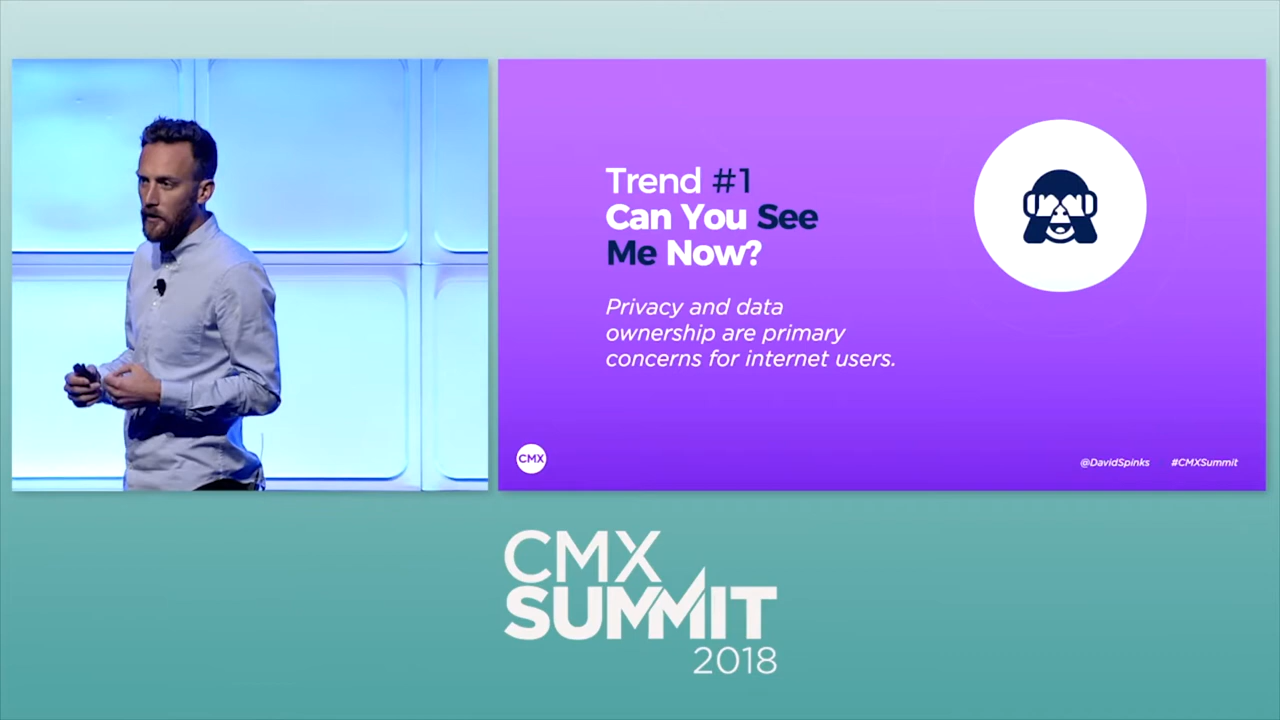 Trend #1
Can You See
Me Now?
Privacy and data
ownership are primary
concerns for internet users.
CMX
@DavidSpinks #CMXSummit
CMX
SUMMIT
2018